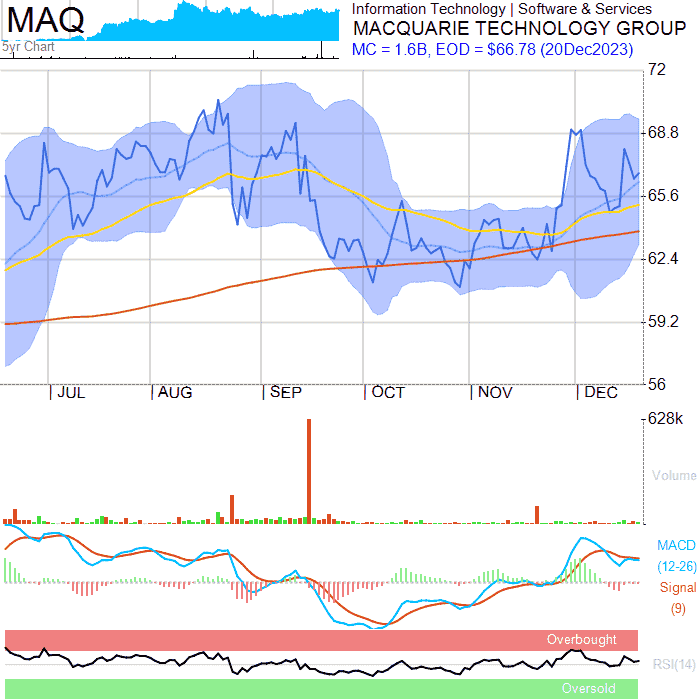 MAQ
5yr Chart
Information Technology | Software & Services
MACQUARIE TECHNOLOGY GROUP
MC = 1.6B, EOD = $66.78 (20Dec2023)
72
68.8
65.6
62.4
59.2
56
JUL AUG SEP OCT NOV DEC
628k
Volume
MACD
(12-26)
Signal
(9)
Overbought
RSI(14)
Oversold